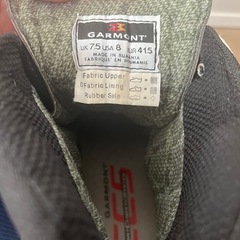 GARMONT
UK 7.5 USA 8 EUR 41.5
MADE IN RUMANIA
FABRIQUE EN ROUMANIE
Fabric Upper
Fabric Lining
Rubber Sole
GARMONT